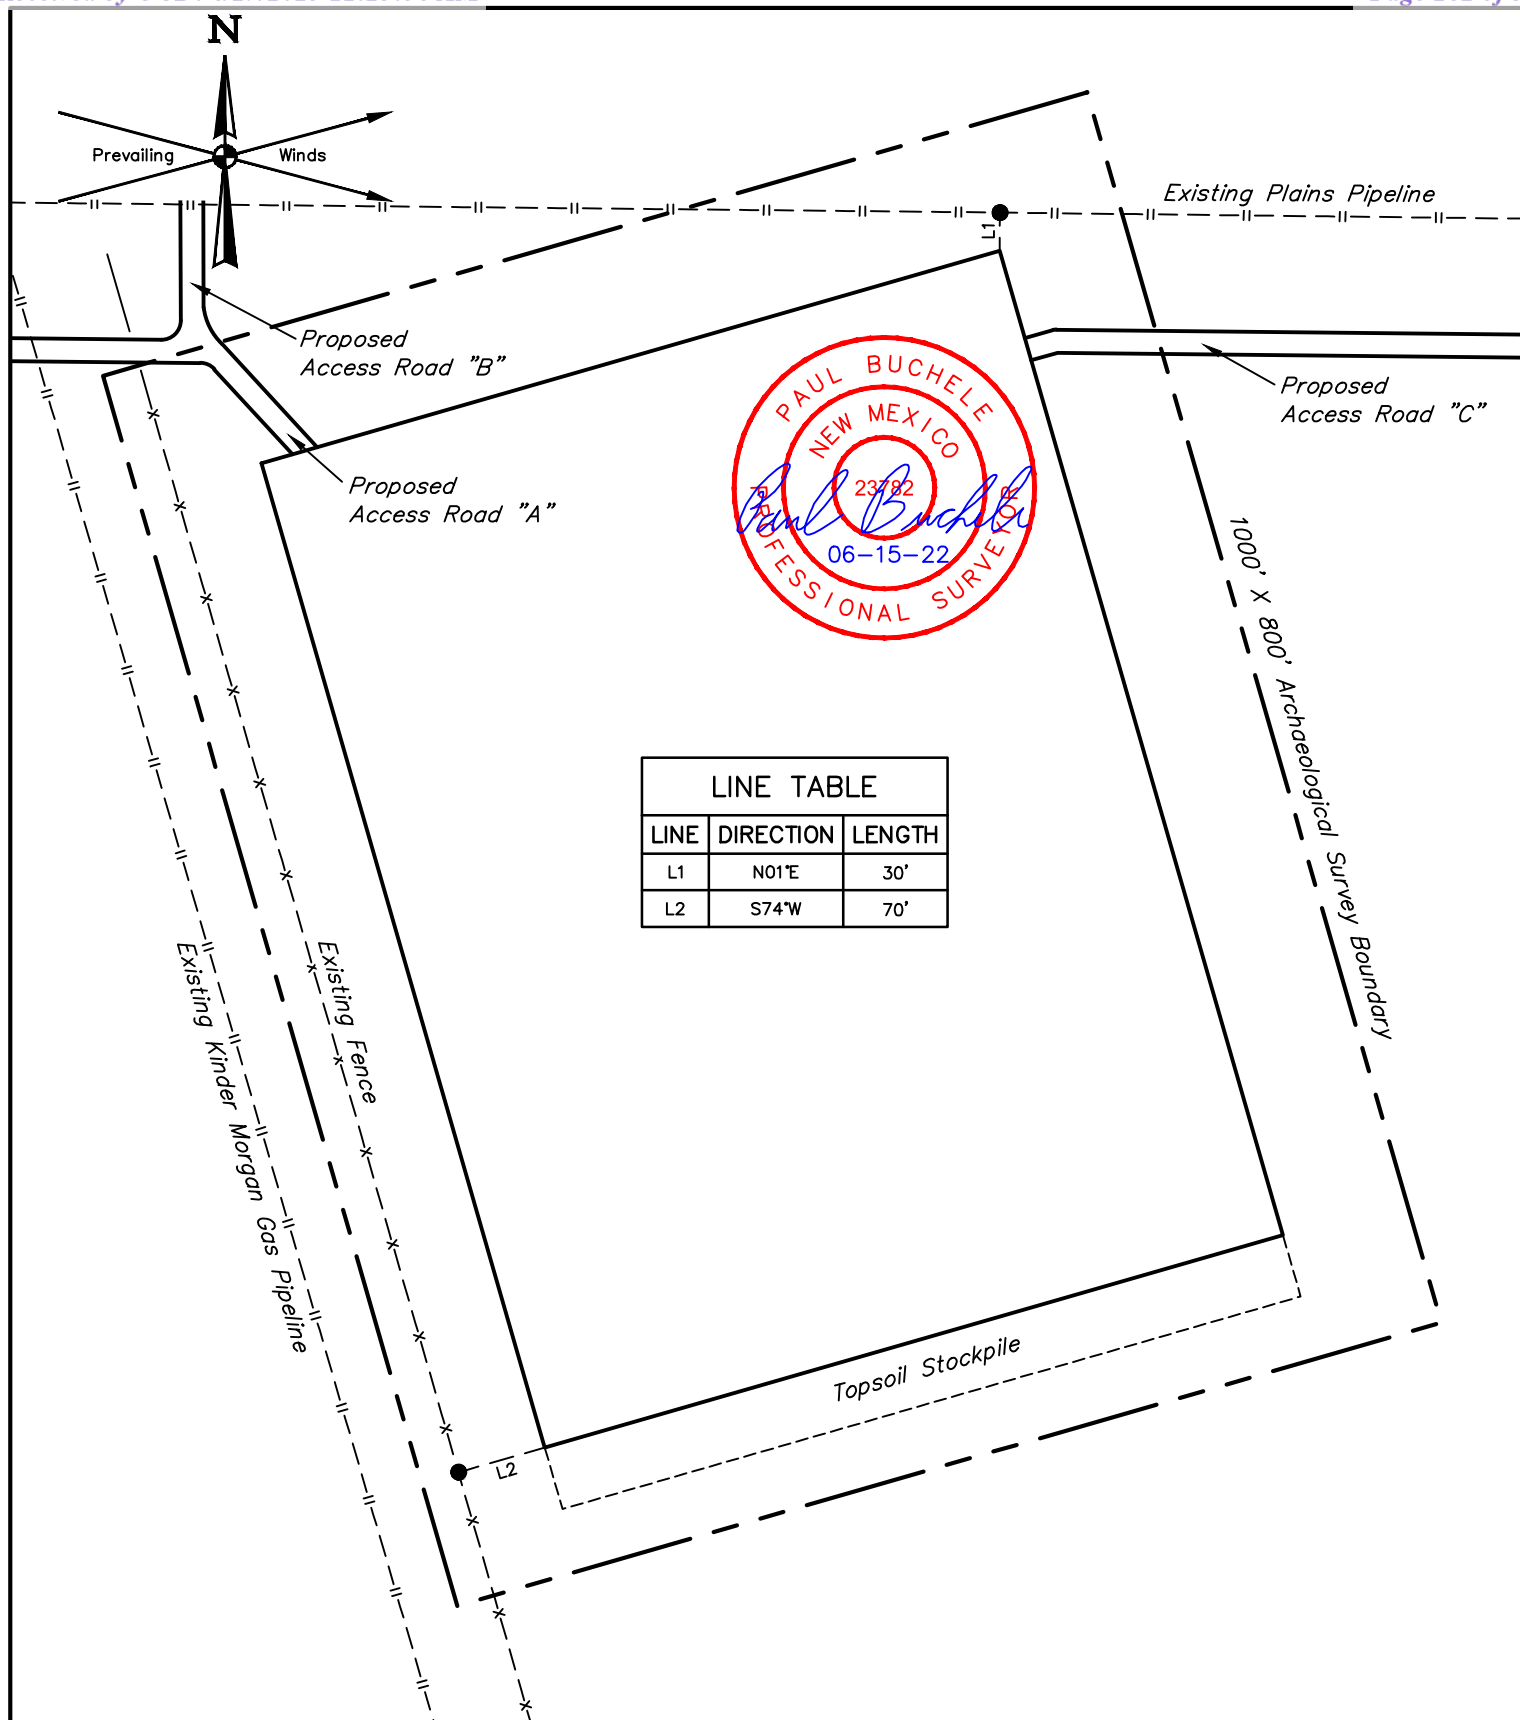 N
Prevailing Winds
Existing Plains Pipeline
L1
Proposed
Access Road "B"
Proposed
Access Road "C"
Proposed
Access Road "A"
PAUL BUCHELE
NEW MEXICO
23782
Paul Buchele
06-15-22
PROFESSIONAL SURVEYOR
1000' X 800' Archaeological Survey Boundary
LINE TABLE
LINE DIRECTION LENGTH
L1 N01°E 30'
L2 S74°W 70'
Existing Fence
Existing Kinder Morgan Gas Pipeline
Topsoil Stockpile
L2